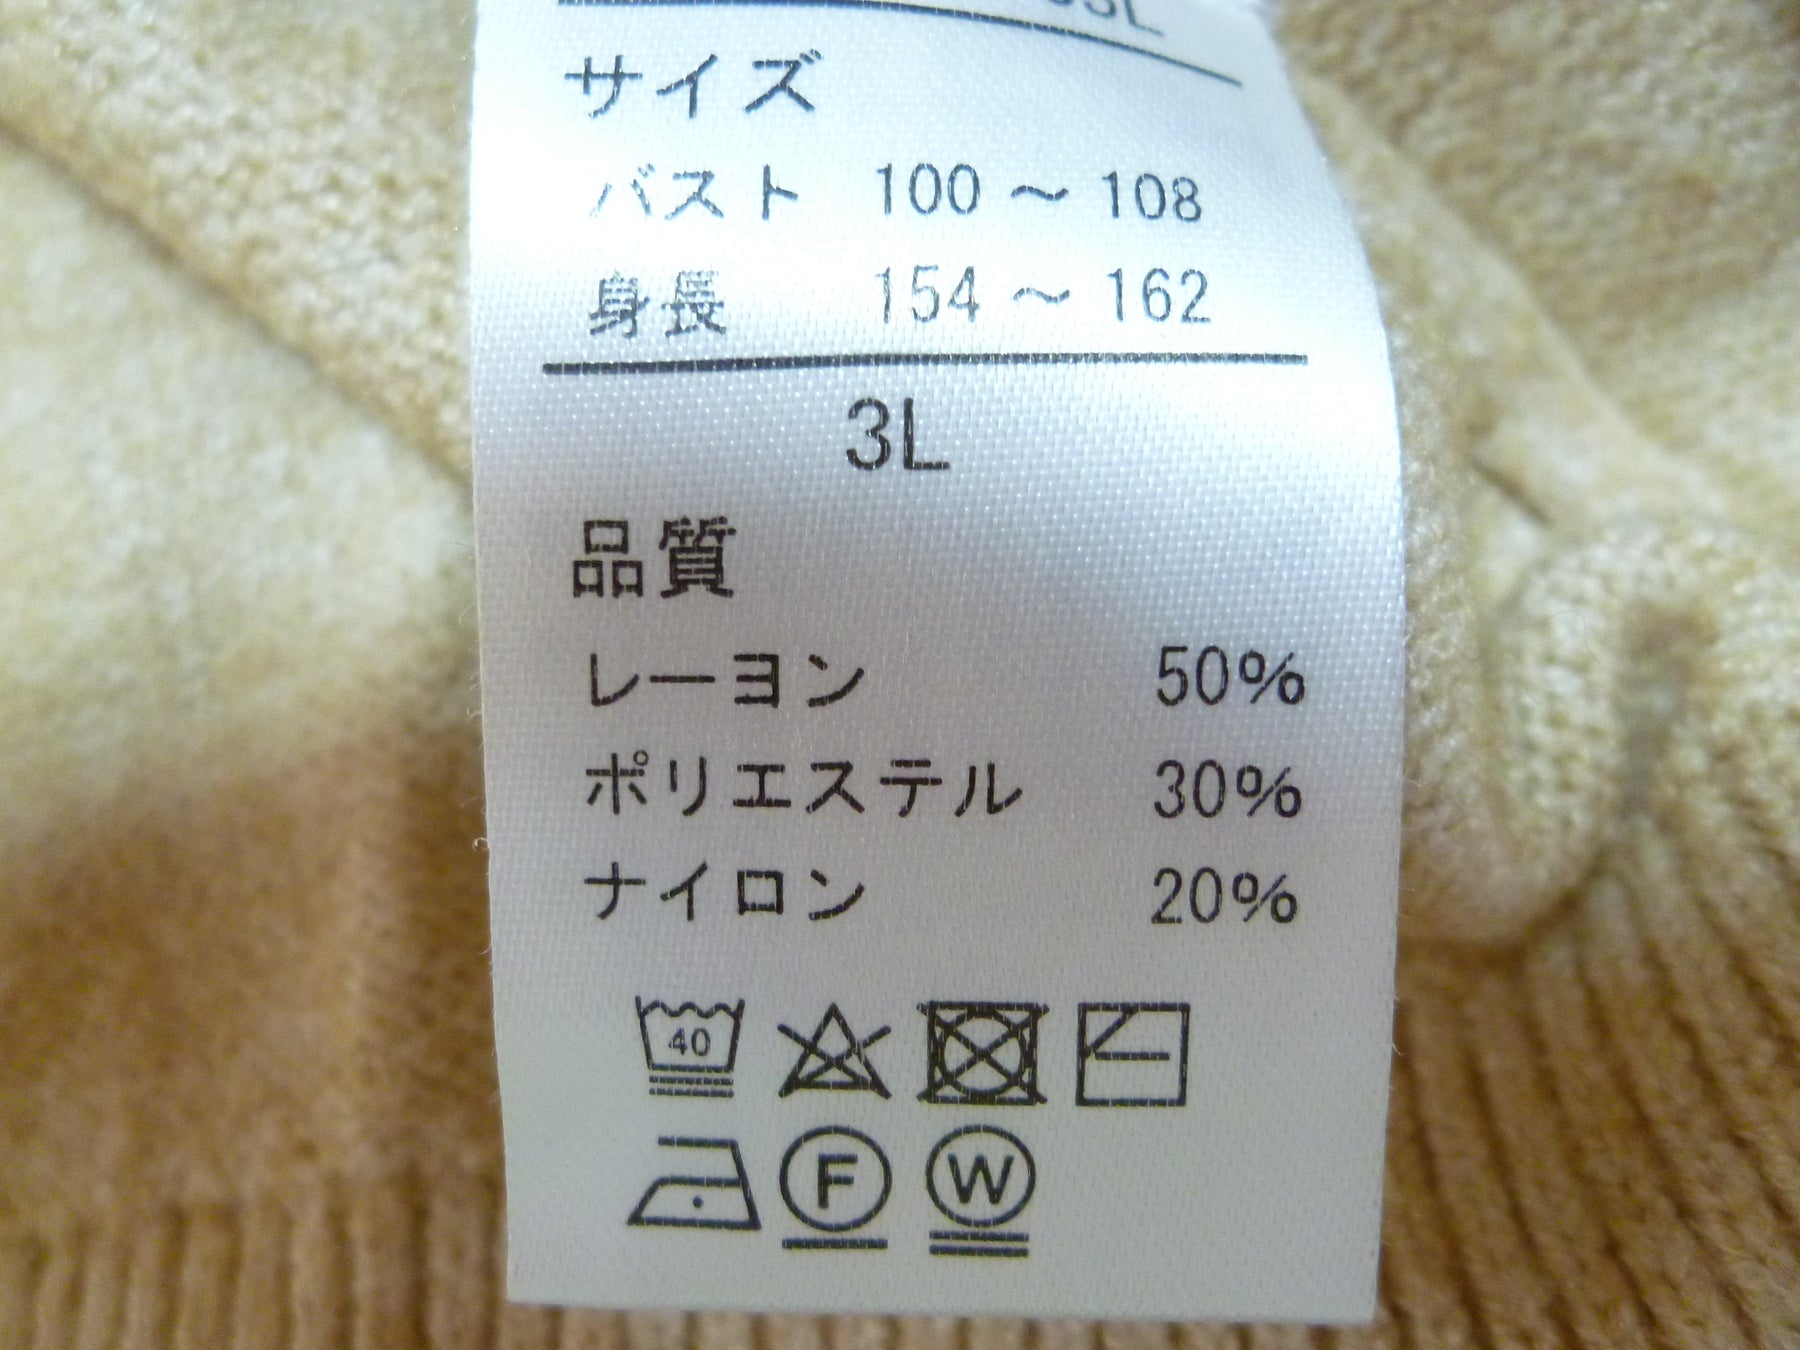 サイズ
バスト 100 ～ 108
身長 154 ～ 162
3L
品質
レーヨン 50%
ポリエステル 30%
ナイロン 20%
40
F W